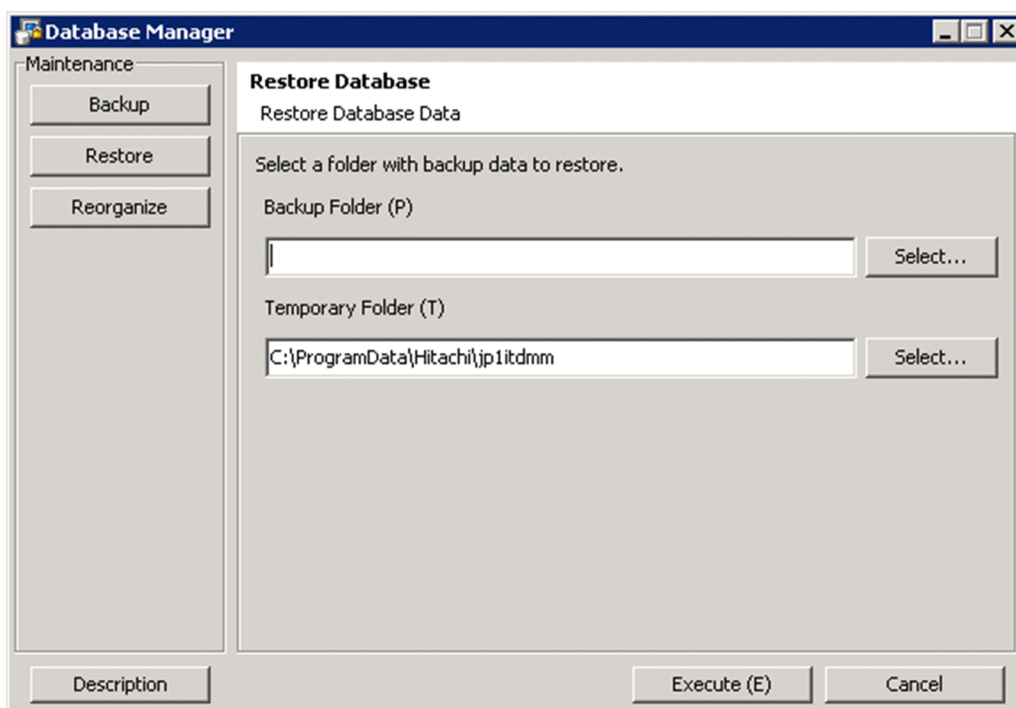 Database Manager
Maintenance
Backup
Restore
Reorganize
Restore Database
Restore Database Data
Select a folder with backup data to restore.
Backup Folder (P)
Select...
Temporary Folder (T)
C:\ProgramData\Hitachi\jp1itdmm
Select...
Description
Execute (E)
Cancel